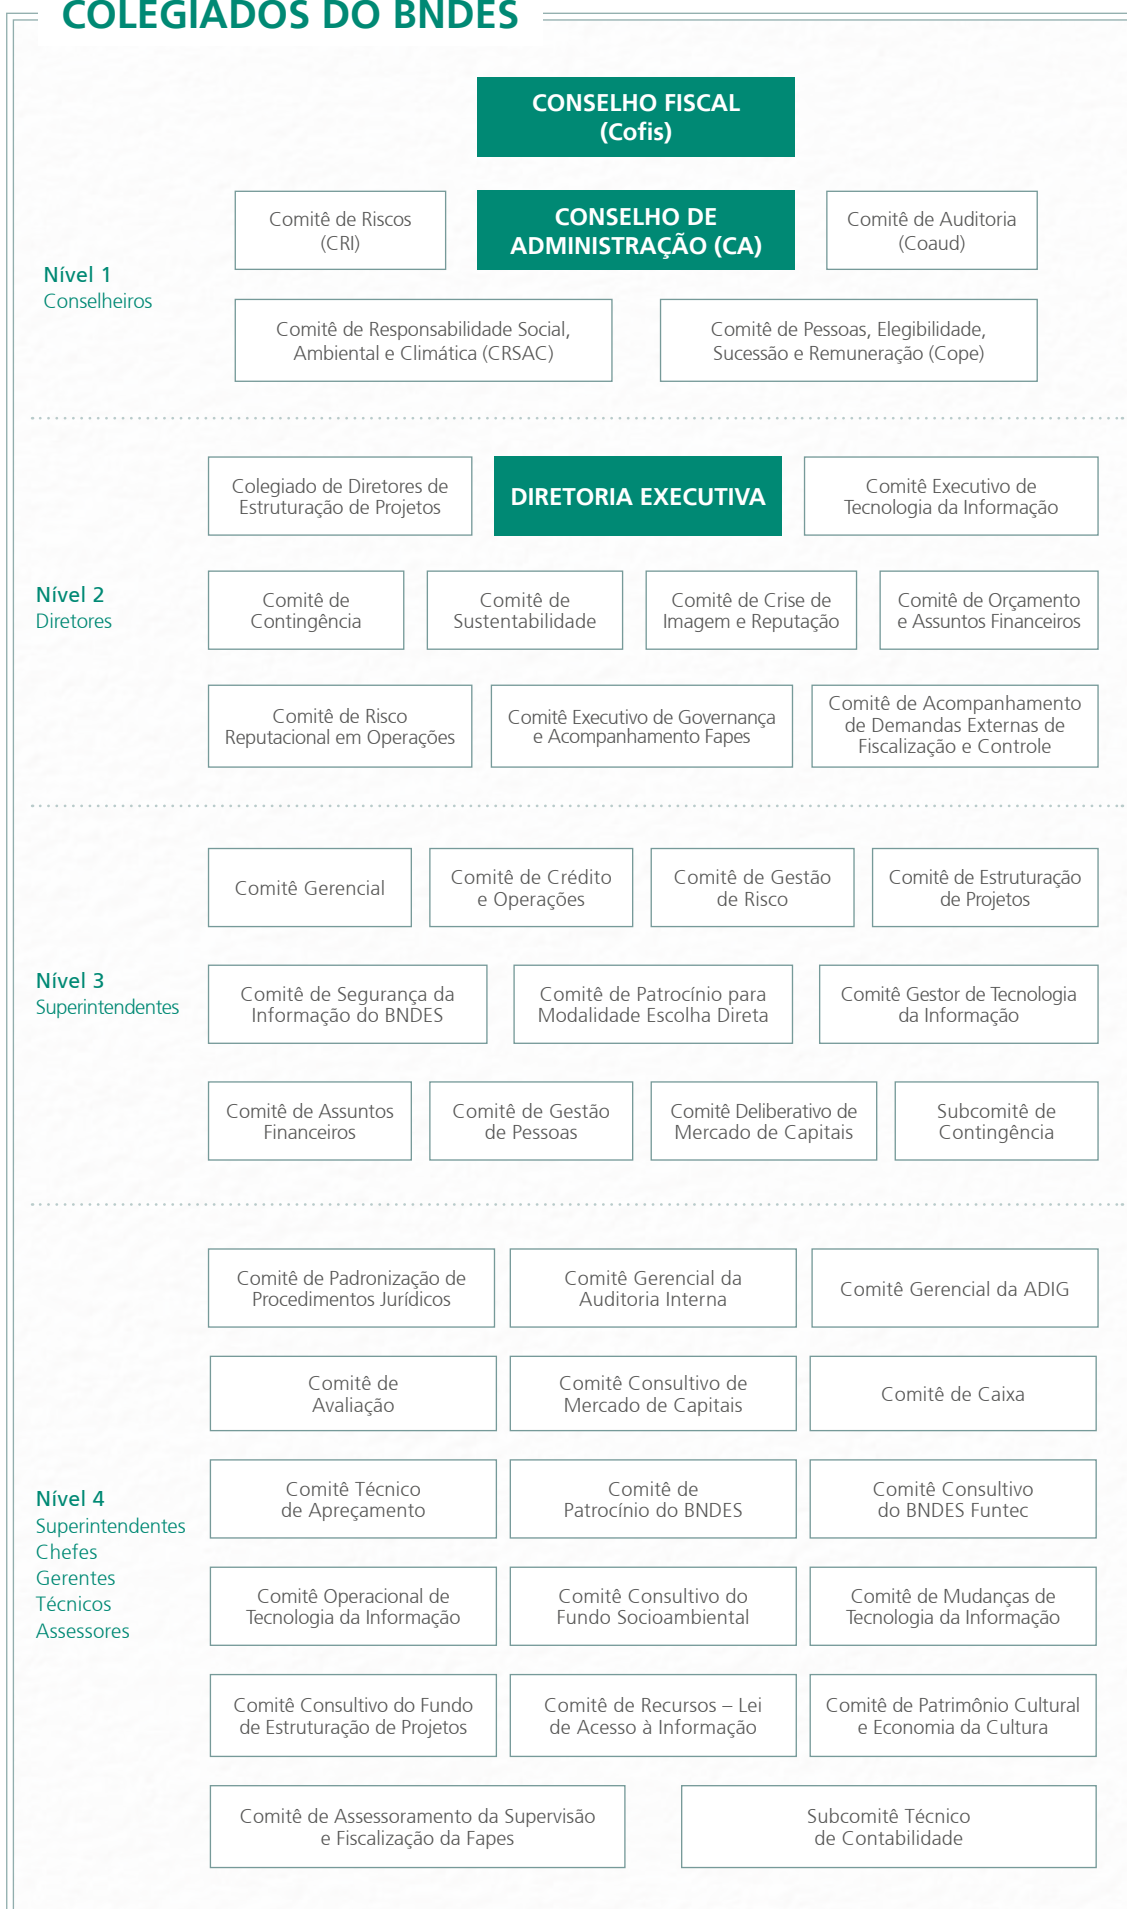 COLEGIADOS DO BNDES
CONSELHO FISCAL
(Cofis)
Comitê de Riscos
(CRI)
CONSELHO DE
ADMINISTRAÇÃO (CA)
Comitê de Auditoria
(Coaud)
Nível 1
Conselheiros
Comitê de Responsabilidade Social,
Ambiental e Climática (CRSAC)
Comitê de Pessoas, Elegibilidade,
Sucessão e Remuneração (Cope)
Colegiado de Diretores de
Estruturação de Projetos
DIRETORIA EXECUTIVA
Comitê Executivo de
Tecnologia da Informação
Nível 2
Diretores
Comitê de
Contingência
Comitê de
Sustentabilidade
Comitê de Crise de
Imagem e Reputação
Comitê de Orçamento
e Assuntos Financeiros
Comitê de Risco
Reputacional em Operações
Comitê Executivo de Governança
e Acompanhamento Fapes
Comitê de Acompanhamento
de Demandas Externas de
Fiscalização e Controle
Comitê Gerencial
Comitê de Crédito
e Operações
Comitê de Gestão
de Risco
Comitê de Estruturação
de Projetos
Nível 3
Superintendentes
Comitê de Segurança da
Informação do BNDES
Comitê de Patrocínio para
Modalidade Escolha Direta
Comitê Gestor de Tecnologia
da Informação
Comitê de Assuntos
Financeiros
Comitê de Gestão
de Pessoas
Comitê Deliberativo de
Mercado de Capitais
Subcomitê de
Contingência
Comitê de Padronização de
Procedimentos Jurídicos
Comitê Gerencial da
Auditoria Interna
Comitê Gerencial da ADIG
Comitê de
Avaliação
Comitê Consultivo de
Mercado de Capitais
Comitê de Caixa
Nível 4
Superintendentes
Chefes
Gerentes
Técnicos
Assessores
Comitê Técnico
de Apreçamento
Comitê de
Patrocínio do BNDES
Comitê Consultivo
do BNDES Funtec
Comitê Operacional de
Tecnologia da Informação
Comitê Consultivo do
Fundo Socioambiental
Comitê de Mudanças de
Tecnologia da Informação
Comitê Consultivo do Fundo
de Estruturação de Projetos
Comitê de Recursos – Lei
de Acesso à Informação
Comitê de Patrimônio Cultural
e Economia da Cultura
Comitê de Assessoramento da Supervisão
e Fiscalização da Fapes
Subcomitê Técnico
de Contabilidade